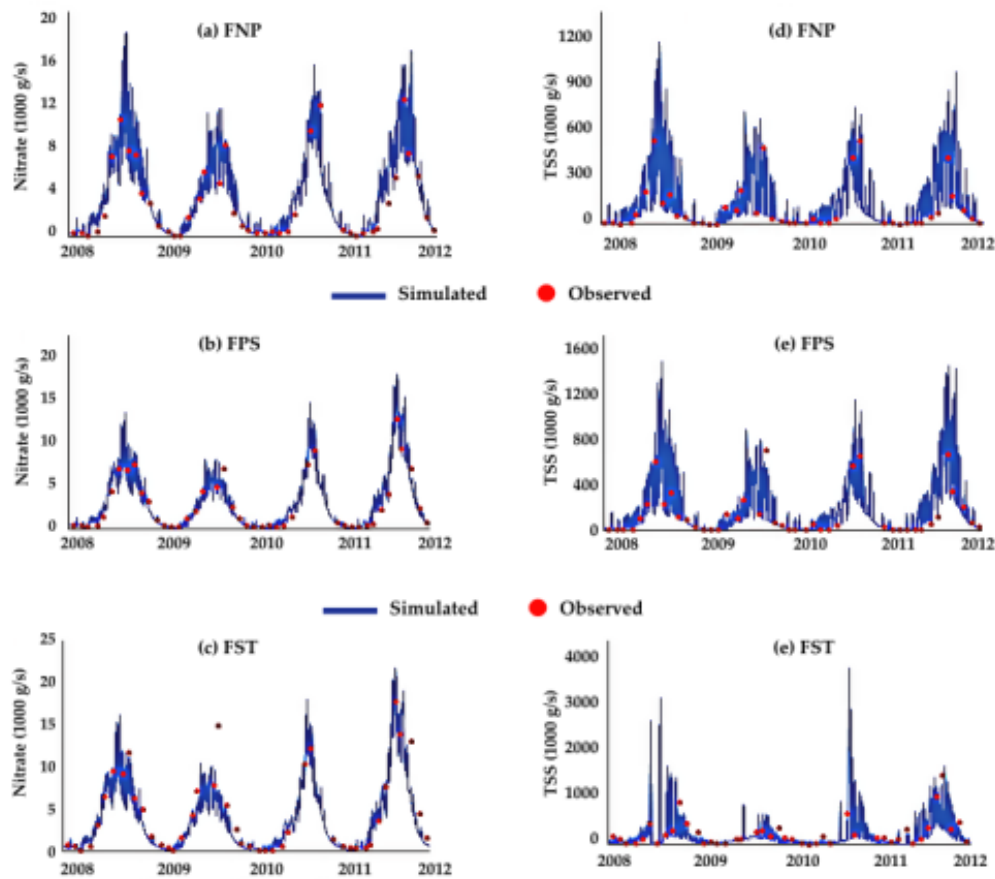 (a) FNP
Nitrate (1000 g/s)
20
16
12
8
4
0
2008 2009 2010 2011 2012
(d) FNP
TSS (1000 g/s)
1200
900
600
300
0
2008 2009 2010 2011 2012
Simulated Observed
(b) FPS
Nitrate (1000 g/s)
20
15
10
5
0
2008 2009 2010 2011 2012
(e) FPS
TSS (1000 g/s)
1600
1200
800
400
0
2008 2009 2010 2011 2012
Simulated Observed
(c) FST
Nitrate (1000 g/s)
25
20
15
10
5
0
2008 2009 2010 2011 2012
(e) FST
TSS (1000 g/s)
4000
3000
2000
1000
0
2008 2009 2010 2011 2012